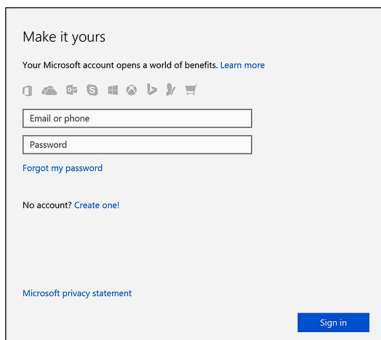 Make it yours
Your Microsoft account opens a world of benefits. Learn more
Email or phone
Password
Forgot my password
No account? Create one!
Microsoft privacy statement
Sign in